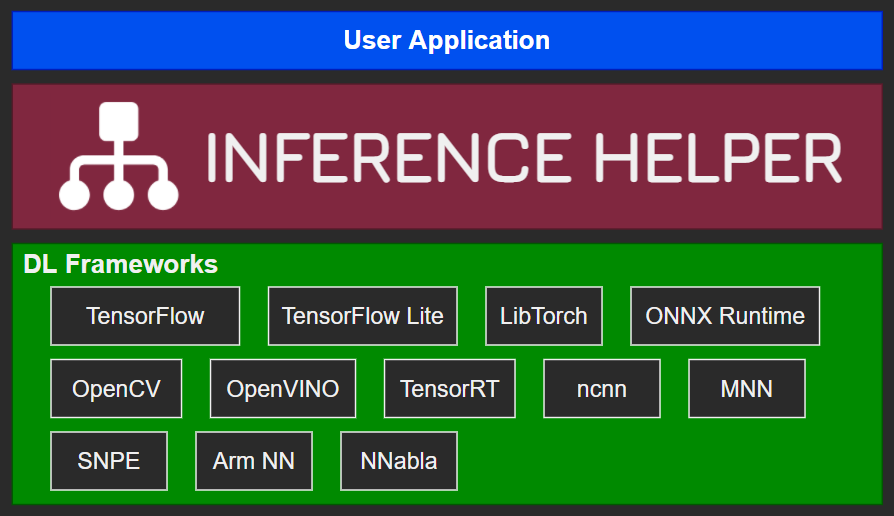 User Application
INFERENCE HELPER
DL Frameworks
TensorFlow TensorFlow Lite LibTorch ONNX Runtime
OpenCV OpenVINO TensorRT ncnn MNN
SNPE Arm NN NNabla